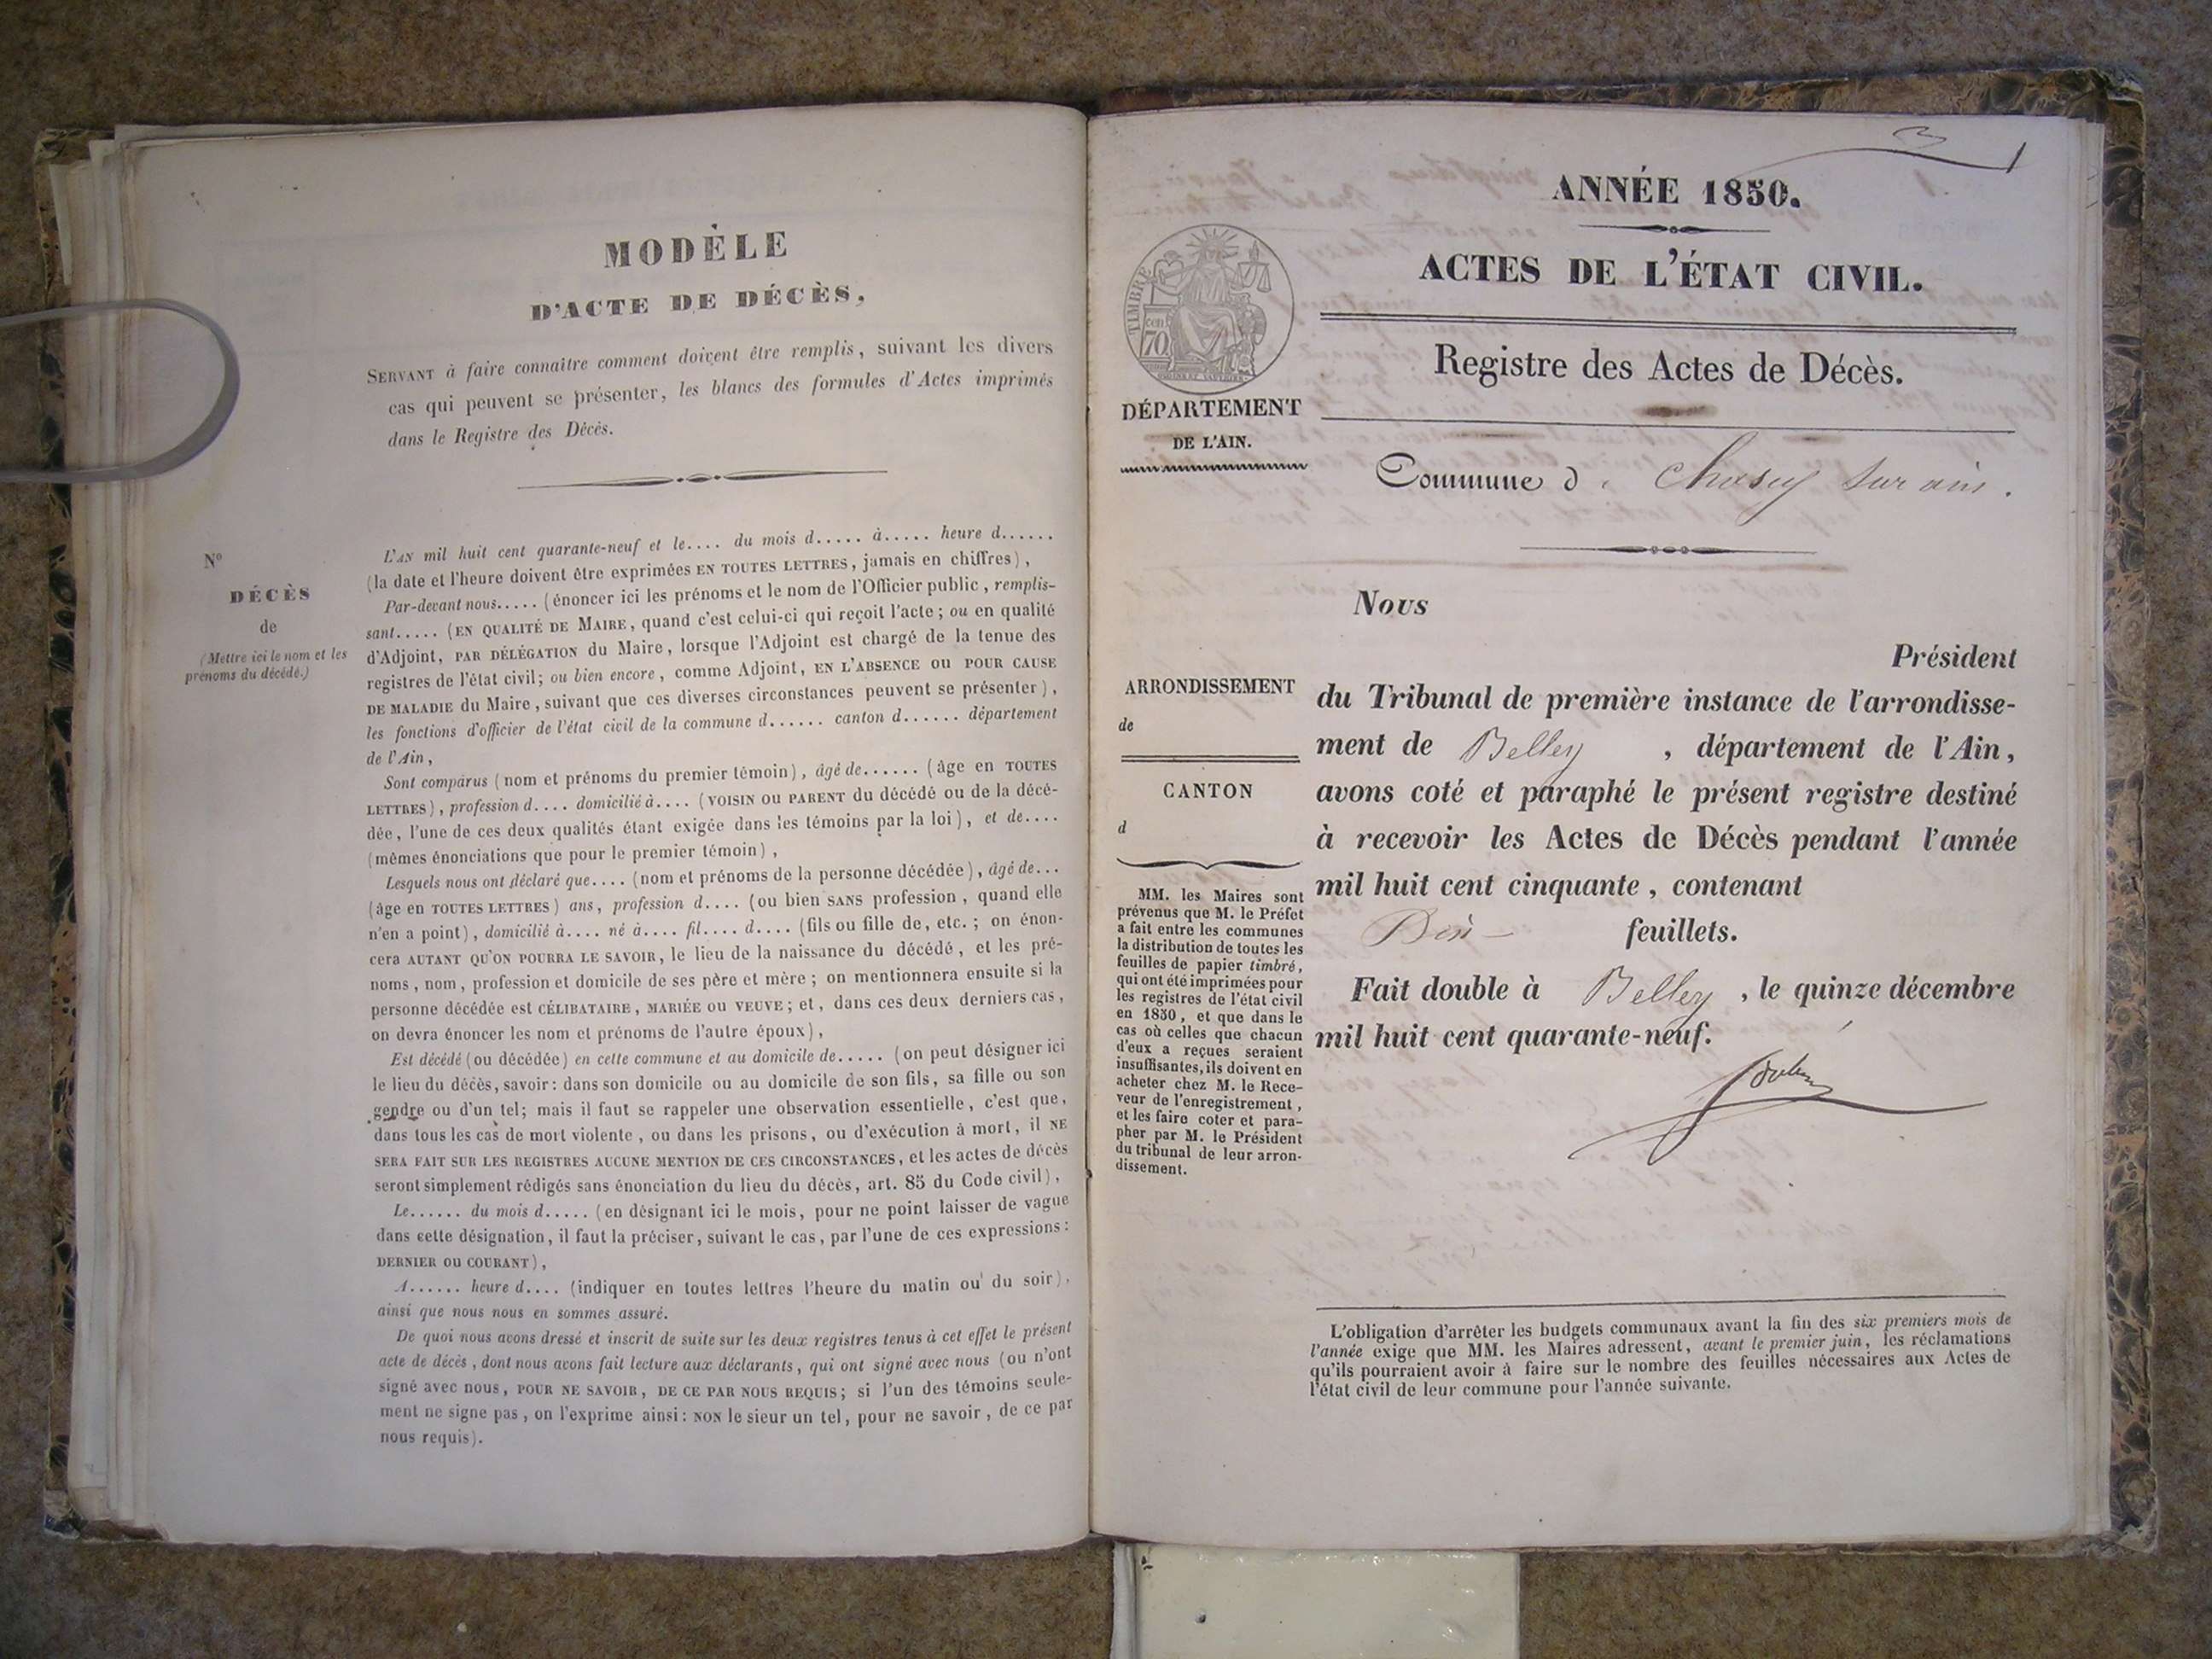 MODÈLE
D'ACTE DE DÉCÈS,
SERVANT à faire connaître comment doivent être remplis, suivant les divers
cas qui peuvent se présenter, les blancs des formules d'Actes imprimés
dans le Registre des Décès.
N°
DÉCÈS
de
(Mettre ici le nom et les
prénoms du décédé.)
L'AN mil huit cent quarante-neuf et le.... du mois d..... à..... heure d......
(la date et l'heure doivent être exprimées EN TOUTES LETTRES, jamais en chiffres),
Par-devant nous..... (énoncer ici les prénoms et le nom de l'Officier public, remplis-
sant..... (EN QUALITÉ DE MAIRE, quand c'est celui-ci qui reçoit l'acte; ou en qualité
d'Adjoint, PAR DÉLÉGATION du Maire, lorsque l'Adjoint est chargé de la tenue des
registres de l'état civil; ou bien encore, comme Adjoint, EN L'ABSENCE OU POUR CAUSE
DE MALADIE du Maire, suivant que ces diverses circonstances peuvent se présenter),
les fonctions d'officier de l'état civil de la commune d...... canton d...... département
de l'Ain,
Sont comparus (nom et prénoms du premier témoin), âgé de...... (âge en TOUTES
LETTRES), profession d.... domicilié à.... (VOISIN OU PARENT du décédé ou de la décé-
dée, l'une de ces deux qualités étant exigée dans les témoins par la loi), et de....
(mêmes énonciations que pour le premier témoin),
Lesquels nous ont déclaré que.... (nom et prénoms de la personne décédée), âgé de...
(âge en TOUTES LETTRES) ans, profession d.... (ou bien SANS profession, quand elle
n'en a point), domicilié à.... né à.... fil.... d.... (fils ou fille de, etc.; on énon-
cera AUTANT QU'ON POURRA LE SAVOIR, le lieu de la naissance du décédé, et les pré-
noms, nom, profession et domicile de ses père et mère; on mentionnera ensuite si la
personne décédée est CÉLIBATAIRE, MARIÉE OU VEUVE; et, dans ces deux derniers cas,
on devra énoncer les nom et prénoms de l'autre époux),
Est décédé (ou décédée) en cette commune et au domicile de..... (on peut désigner ici
le lieu du décès, savoir: dans son domicile ou au domicile de son fils, sa fille ou son
gendre ou d'un tel; mais il faut se rappeler une observation essentielle, c'est que,
dans tous les cas de mort violente, ou dans les prisons, ou d'exécution à mort, il NE
SERA FAIT SUR LES REGISTRES AUCUNE MENTION DE CES CIRCONSTANCES, et les actes de décès
seront simplement rédigés sans énonciation du lieu du décès, art. 85 du Code civil),
Le...... du mois d..... (en désignant ici le mois, pour ne point laisser de vague
dans cette désignation, il faut la préciser, suivant le cas, par l'une de ces expressions:
DERNIER OU COURANT),
A...... heure d.... (indiquer en toutes lettres l'heure du matin ou du soir),
ainsi que nous nous en sommes assuré.
De quoi nous avons dressé et inscrit de suite sur les deux registres tenus à cet effet le présent
acte de décès, dont nous avons fait lecture aux déclarants, qui ont signé avec nous (ou n'ont
signé avec nous, POUR NE SAVOIR, DE CE PAR NOUS REQUIS; si l'un des témoins seule-
ment ne signe pas, on l'exprime ainsi: NON le sieur un tel, pour ne savoir, de ce par
nous requis).
1
ANNÉE 1850.
ACTES DE L'ÉTAT CIVIL.
Registre des Actes de Décès.
TIMBRE
cent
70
DÉPARTEMENT
DE L'AIN.
Commune de Chasey sur ain.
ARRONDISSEMENT
de
CANTON
d
MM. les Maires sont
prévenus que M. le Préfet
a fait entre les communes
la distribution de toutes les
feuilles de papier timbré,
qui ont été imprimées pour
les registres de l'état civil
en 1850, et que dans le
cas où celles que chacun
d'eux a reçues seraient
insuffisantes, ils doivent en
acheter chez M. le Rece-
veur de l'enregistrement,
et les faire coter et para-
pher par M. le Président
du tribunal de leur arron-
dissement.
Nous
Président
du Tribunal de première instance de l'arrondisse-
ment de Belley, département de l'Ain,
avons coté et paraphé le présent registre destiné
à recevoir les Actes de Décès pendant l'année
mil huit cent cinquante, contenant
feuillets.
Fait double à Belley, le quinze décembre
mil huit cent quarante-neuf.
L'obligation d'arrêter les budgets communaux avant la fin des six premiers mois de
l'année exige que MM. les Maires adressent, avant le premier juin, les réclamations
qu'ils pourraient avoir à faire sur le nombre des feuilles nécessaires aux Actes de
l'état civil de leur commune pour l'année suivante.